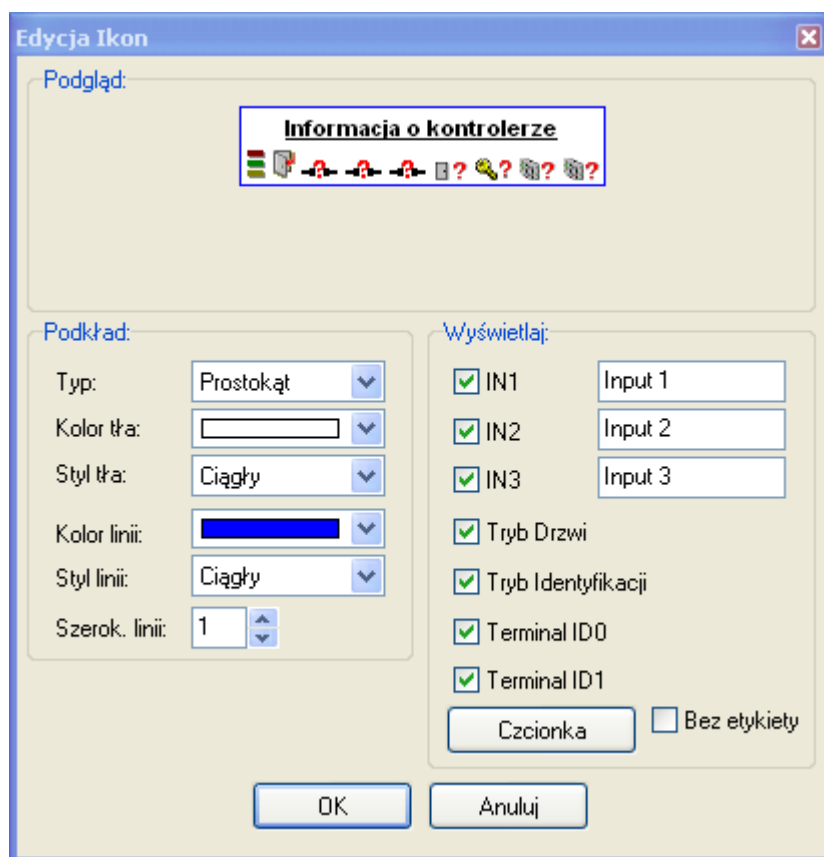 Edycja Ikon
Podgląd:
Informacja o kontrolerze
Podkład:
Typ: Prostokąt
Kolor tła:
Styl tła: Ciągły
Kolor linii:
Styl linii: Ciągły
Szerok. linii: 1
Wyświetlaj:
IN1 Input 1
IN2 Input 2
IN3 Input 3
Tryb Drzwi
Tryb Identyfikacji
Terminal ID0
Terminal ID1
Czcionka Bez etykiety
OK Anuluj